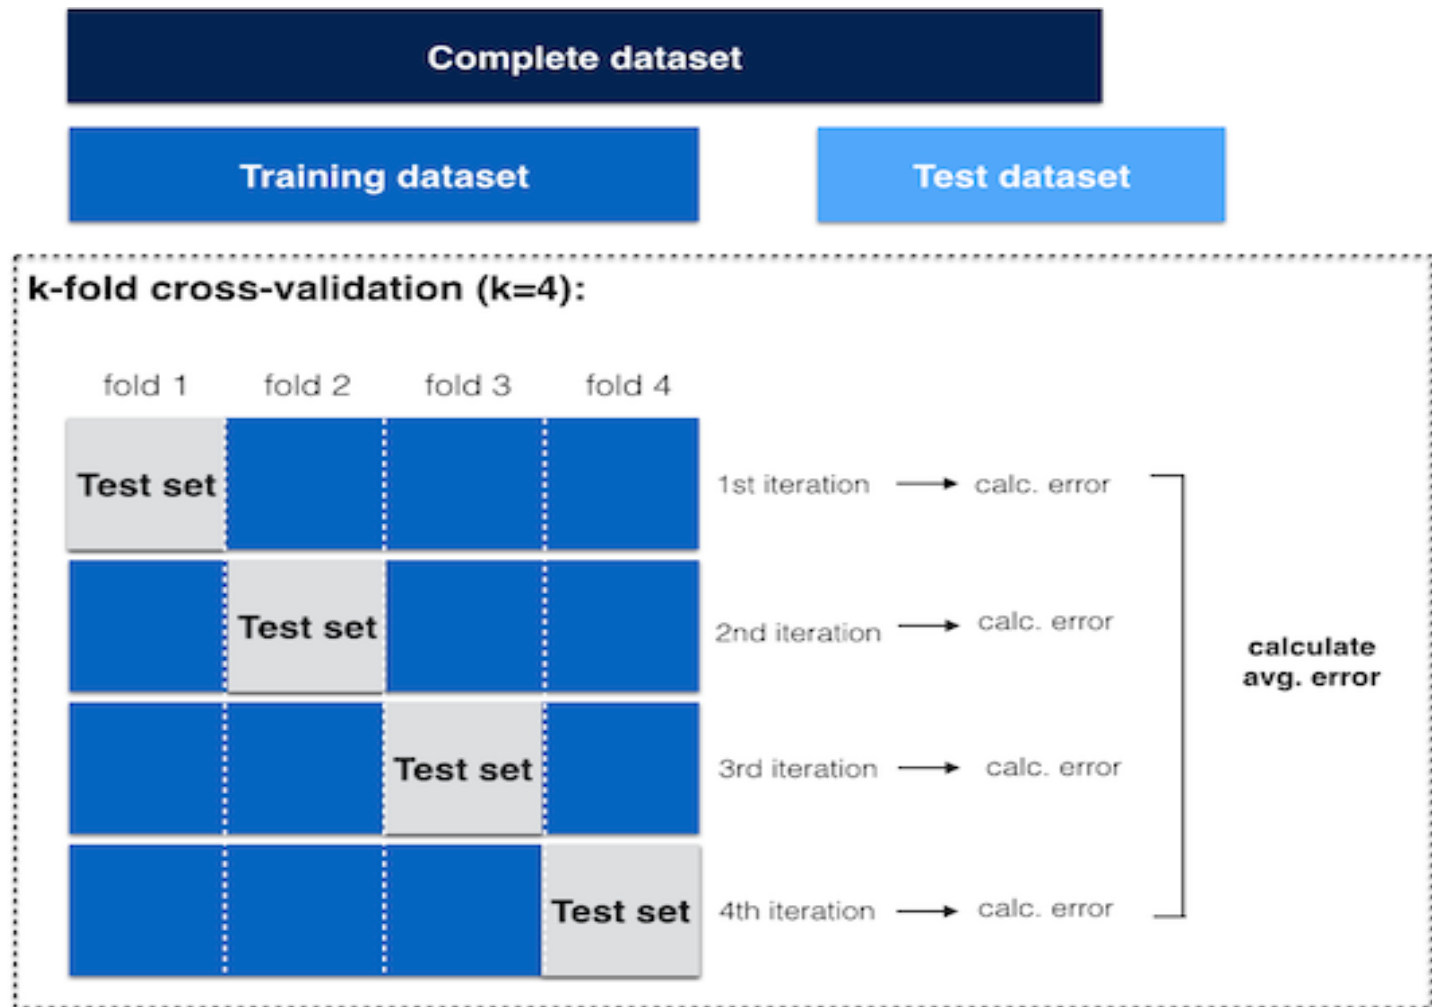 Complete dataset
Training dataset
Test dataset
k-fold cross-validation (k=4):
fold 1
fold 2
fold 3
fold 4
Test set
1st iteration
calc. error
Test set
2nd iteration
calc. error
calculate
avg. error
Test set
3rd iteration
calc. error
Test set
4th iteration
calc. error